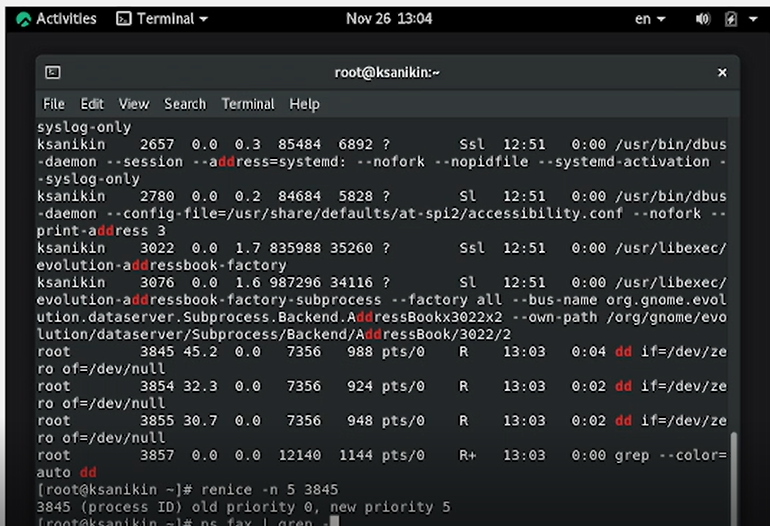 Activities Terminal Nov 26 13:04 en
root@ksanikin:~
File Edit View Search Terminal Help
syslog-only
ksanikin 2657 0.0 0.3 85484 6892 ? Ssl 12:51 0:00 /usr/bin/dbus
-daemon --session --address=systemd: --nofork --nopidfile --systemd-activation -
-syslog-only
ksanikin 2780 0.0 0.2 84684 5828 ? Sl 12:51 0:00 /usr/bin/dbus
-daemon --config-file=/usr/share/defaults/at-spi2/accessibility.conf --nofork --
print-address 3
ksanikin 3022 0.0 1.7 835988 35260 ? Ssl 12:51 0:00 /usr/libexec/
evolution-addressbook-factory
ksanikin 3076 0.0 1.6 987296 34116 ? Sl 12:51 0:00 /usr/libexec/
evolution-addressbook-factory-subprocess --factory all --bus-name org.gnome.evol
ution.dataserver.Subprocess.Backend.AddressBookx3022x2 --own-path /org/gnome/evo
lution/dataserver/Subprocess/Backend/AddressBook/3022/2
root 3845 45.2 0.0 7356 988 pts/0 R 13:03 0:04 dd if=/dev/ze
ro of=/dev/null
root 3854 32.3 0.0 7356 924 pts/0 R 13:03 0:02 dd if=/dev/ze
ro of=/dev/null
root 3855 30.7 0.0 7356 948 pts/0 R 13:03 0:02 dd if=/dev/ze
ro of=/dev/null
root 3857 0.0 0.0 12140 1144 pts/0 R+ 13:03 0:00 grep --color=
auto dd
[root@ksanikin ~]# renice -n 5 3845
3845 (process ID) old priority 0, new priority 5
[root@ksanikin ~]# ps fax | grep -